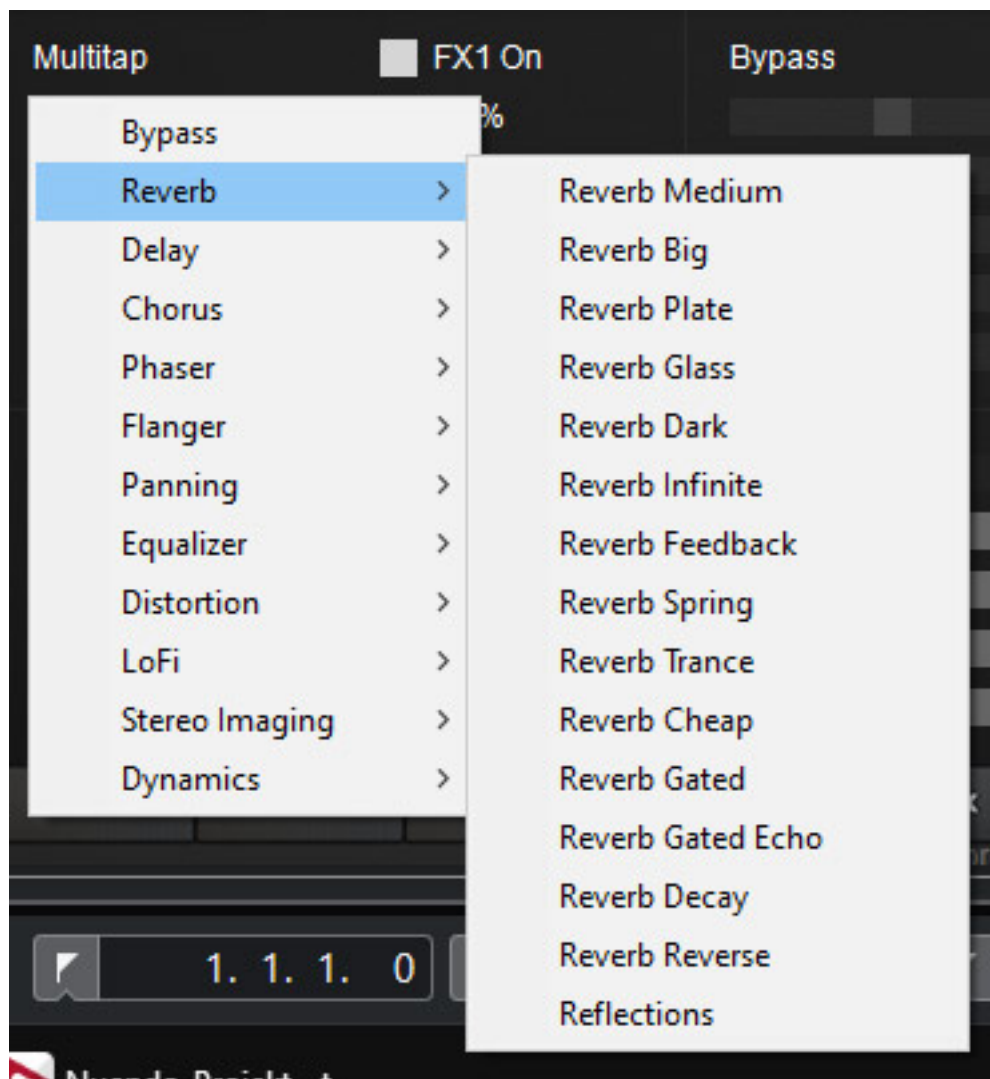 Multitap FX1 On Bypass
%
Bypass
Reverb
Delay
Chorus
Phaser
Flanger
Panning
Equalizer
Distortion
LoFi
Stereo Imaging
Dynamics
Reverb Medium
Reverb Big
Reverb Plate
Reverb Glass
Reverb Dark
Reverb Infinite
Reverb Feedback
Reverb Spring
Reverb Trance
Reverb Cheap
Reverb Gated
Reverb Gated Echo
Reverb Decay
Reverb Reverse
Reflections
1. 1. 1. 0